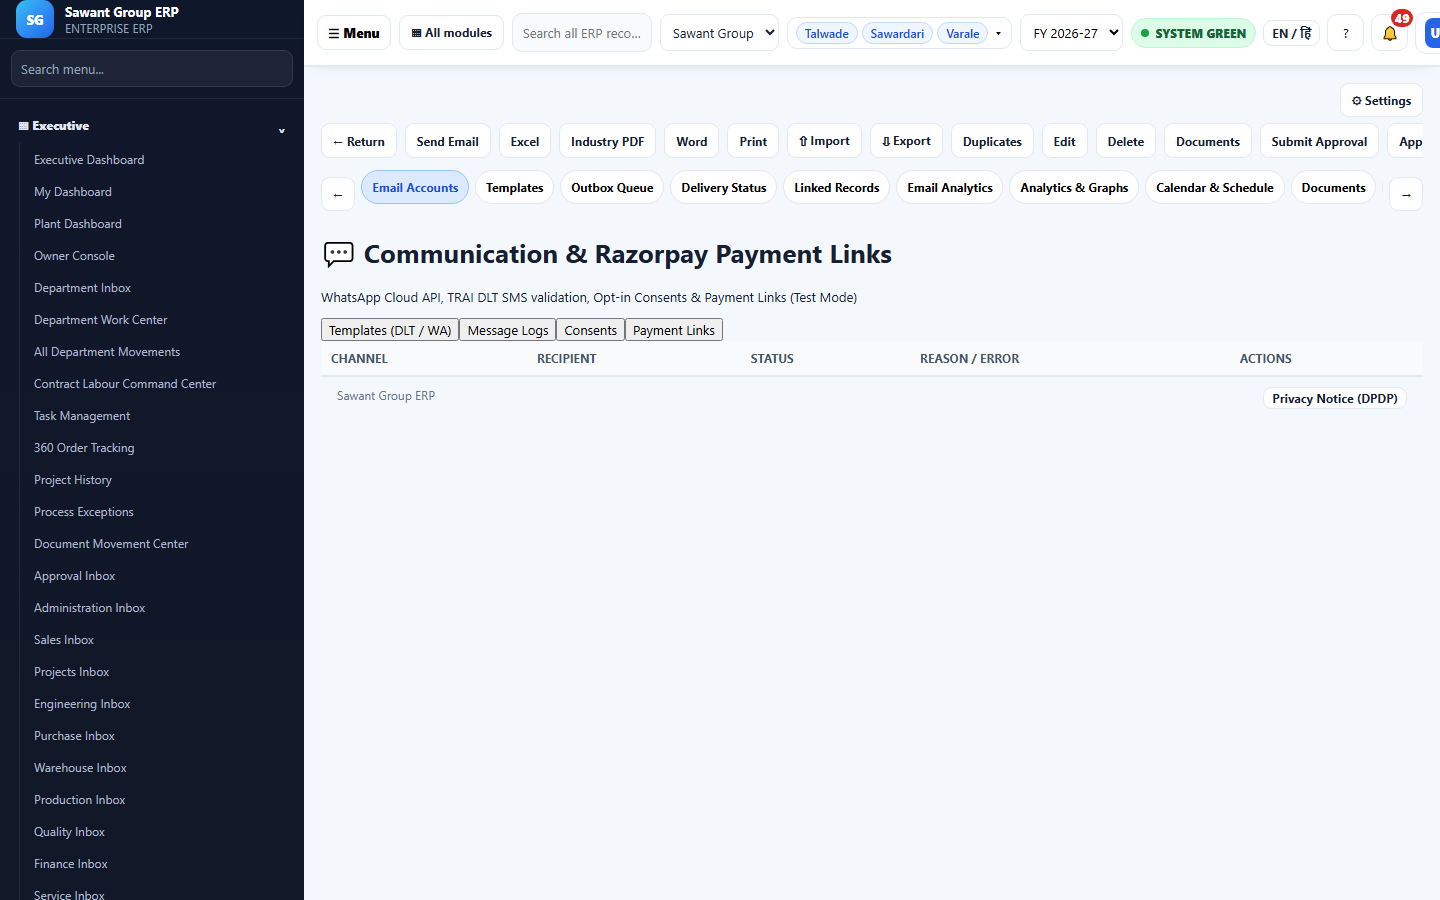 SG
Sawant Group ERP
ENTERPRISE ERP
Search menu...
Executive
Executive Dashboard
My Dashboard
Plant Dashboard
Owner Console
Department Inbox
Department Work Center
All Department Movements
Contract Labour Command Center
Task Management
360 Order Tracking
Project History
Process Exceptions
Document Movement Center
Approval Inbox
Administration Inbox
Sales Inbox
Projects Inbox
Engineering Inbox
Purchase Inbox
Warehouse Inbox
Production Inbox
Quality Inbox
Finance Inbox
Service Inbox
☰ Menu All modules Search all ERP reco... Sawant Group Talwade Sawardari Varale FY 2026-27 SYSTEM GREEN EN / हिं ? 49 U
⚙ Settings
← Return Send Email Excel Industry PDF Word Print ⇧ Import ⇩ Export Duplicates Edit Delete Documents Submit Approval App
← Email Accounts Templates Outbox Queue Delivery Status Linked Records Email Analytics Analytics & Graphs Calendar & Schedule Documents →
Communication & Razorpay Payment Links
WhatsApp Cloud API, TRAI DLT SMS validation, Opt-in Consents & Payment Links (Test Mode)
Templates (DLT / WA) Message Logs Consents Payment Links
CHANNEL RECIPIENT STATUS REASON / ERROR ACTIONS
Sawant Group ERP Privacy Notice (DPDP)